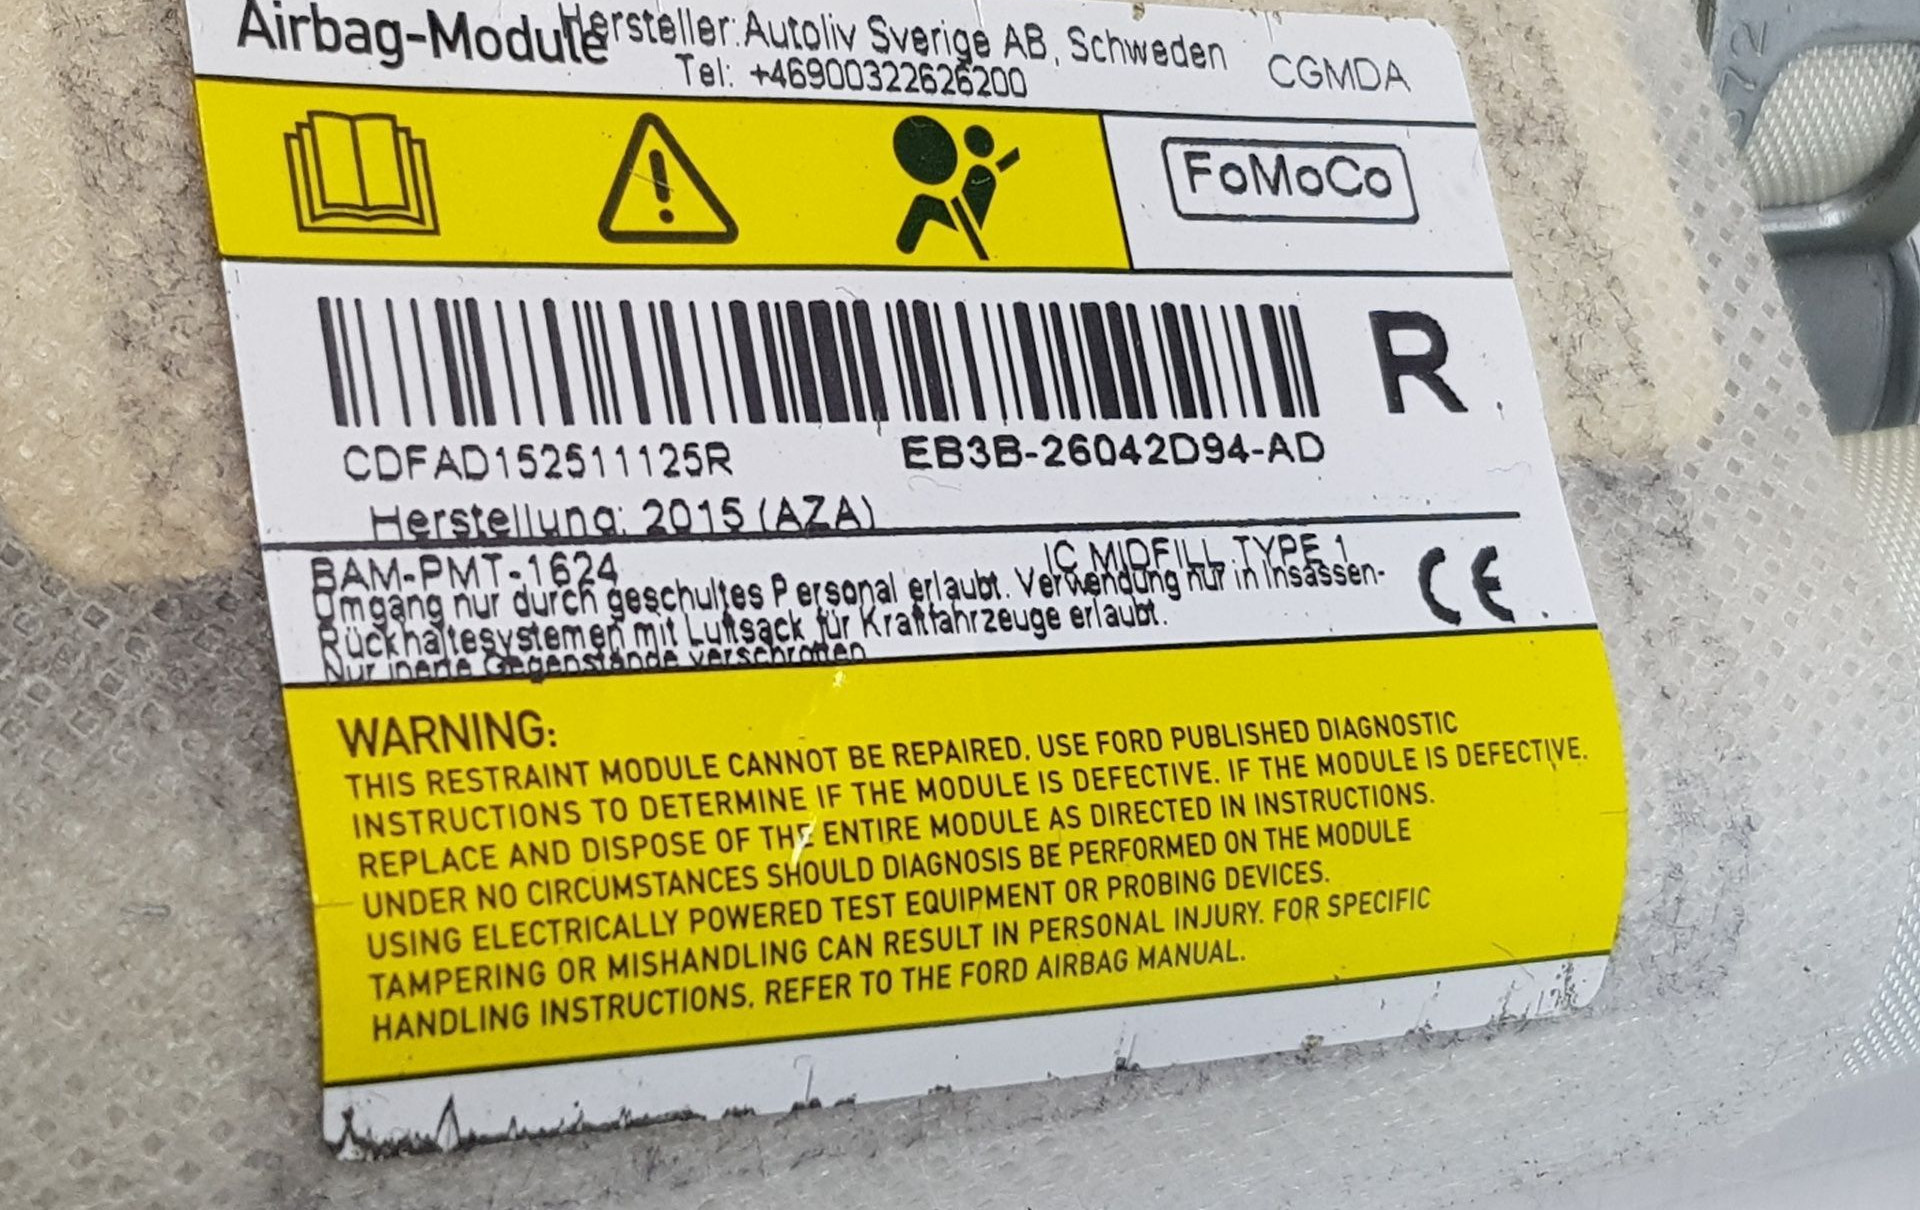 Airbag-Module Hersteller: Autoliv Sverige AB, Schweden
Tel: +46900322626200
CGMDA
FoMoCo
R
CDFAD152511125R EB3B-26042D94-AD
Herstellung: 2015 (AZA)
BAM-PMT-1624 IC MIDFILL TYPE 1
Umgang nur durch geschultes Personal erlaubt. Verwendung nur in Insassen-
Rückhaltesystemen mit Luftsack für Kraftfahrzeuge erlaubt.
Nur inerte Gegenstände verschrotten
CE
WARNING:
THIS RESTRAINT MODULE CANNOT BE REPAIRED. USE FORD PUBLISHED DIAGNOSTIC
INSTRUCTIONS TO DETERMINE IF THE MODULE IS DEFECTIVE. IF THE MODULE IS DEFECTIVE.
REPLACE AND DISPOSE OF THE ENTIRE MODULE AS DIRECTED IN INSTRUCTIONS.
UNDER NO CIRCUMSTANCES SHOULD DIAGNOSIS BE PERFORMED ON THE MODULE
USING ELECTRICALLY POWERED TEST EQUIPMENT OR PROBING DEVICES.
TAMPERING OR MISHANDLING CAN RESULT IN PERSONAL INJURY. FOR SPECIFIC
HANDLING INSTRUCTIONS, REFER TO THE FORD AIRBAG MANUAL.